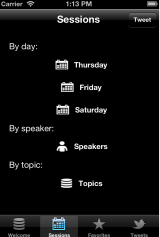 Carrier 1:13 PM
Sessions Tweet
By day:
Thursday
Friday
Saturday
By speaker:
Speakers
By topic:
Topics
Welcome Sessions Favorites Tweets